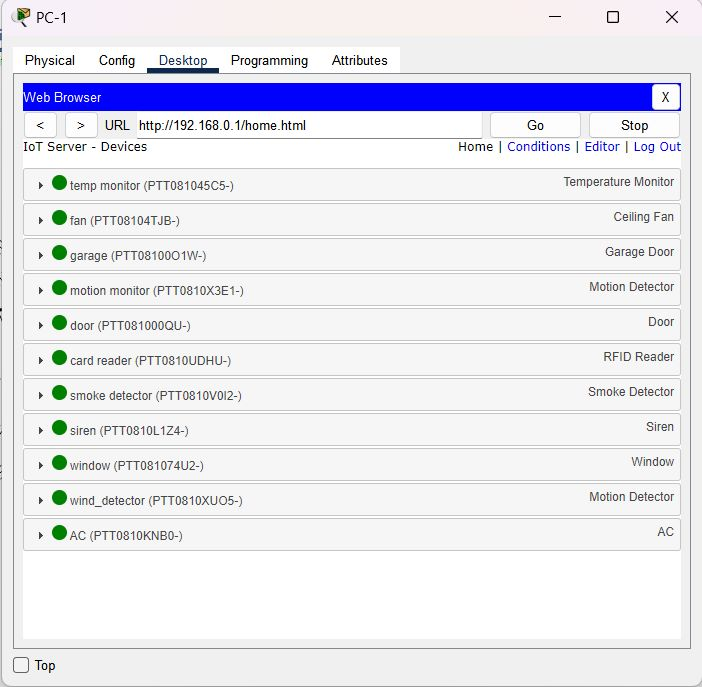 PC-1
Physical Config Desktop Programming Attributes
Web Browser X
< > URL http://192.168.0.1/home.html Go Stop
IoT Server - Devices Home | Conditions | Editor | Log Out
temp monitor (PTT081045C5-) Temperature Monitor
fan (PTT08104TJB-) Ceiling Fan
garage (PTT08100O1W-) Garage Door
motion monitor (PTT0810X3E1-) Motion Detector
door (PTT081000QU-) Door
card reader (PTT0810UDHU-) RFID Reader
smoke detector (PTT0810V0I2-) Smoke Detector
siren (PTT0810L1Z4-) Siren
window (PTT081074U2-) Window
wind_detector (PTT0810XUO5-) Motion Detector
AC (PTT0810KNB0-) AC
Top